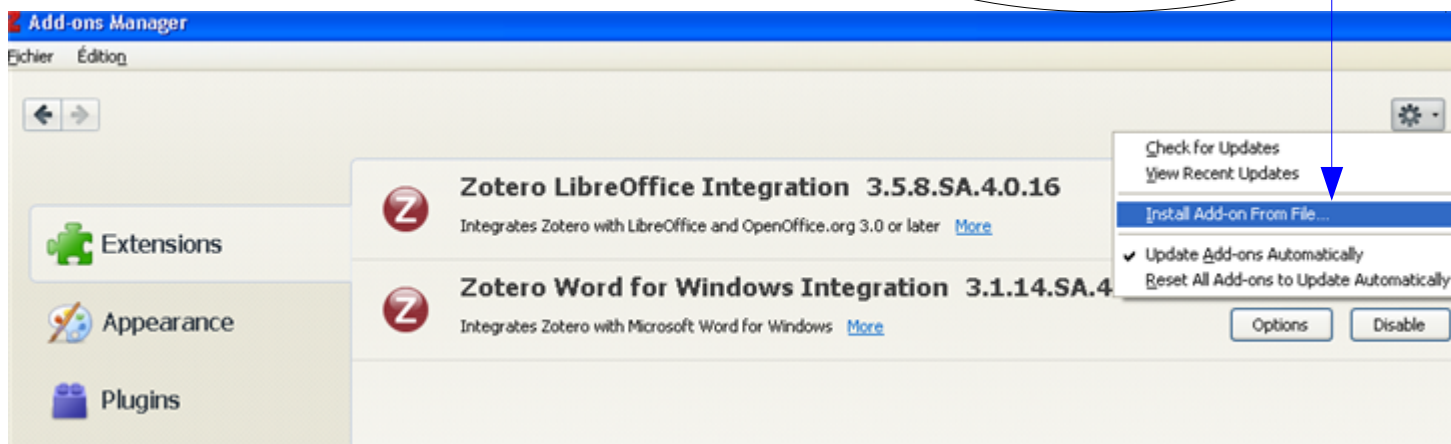 Add-ons Manager
Fichier Édition
Check for Updates
View Recent Updates
Install Add-on From File...
Update Add-ons Automatically
Reset All Add-ons to Update Automatically
Extensions
Appearance
Plugins
Zotero LibreOffice Integration 3.5.8.SA.4.0.16
Integrates Zotero with LibreOffice and OpenOffice.org 3.0 or later More
Zotero Word for Windows Integration 3.1.14.SA.4
Integrates Zotero with Microsoft Word for Windows More
Options Disable